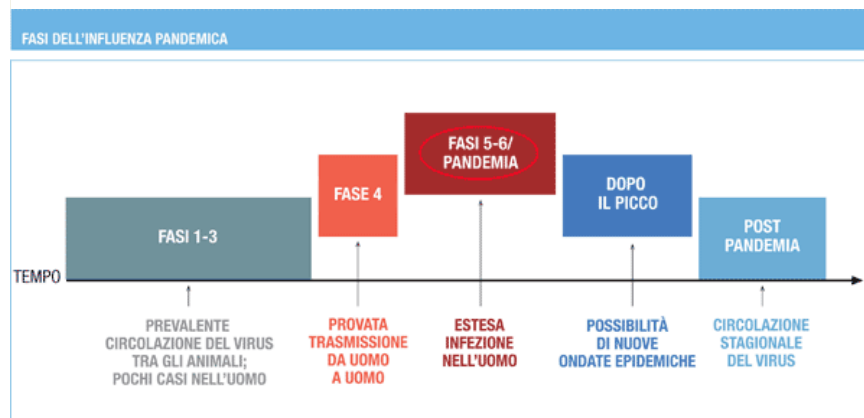 FASI DELL'INFLUENZA PANDEMICA
FASI 5-6/
PANDEMIA
FASE 4
DOPO
IL PICCO
FASI 1-3
POST
PANDEMIA
TEMPO
PREVALENTE
CIRCOLAZIONE DEL VIRUS
TRA GLI ANIMALI;
POCHI CASI NELL'UOMO
PROVATA
TRASMISSIONE
DA UOMO
A UOMO
ESTESA
INFEZIONE
NELL'UOMO
POSSIBILITÀ
DI NUOVE
ONDATE EPIDEMICHE
CIRCOLAZIONE
STAGIONALE
DEL VIRUS